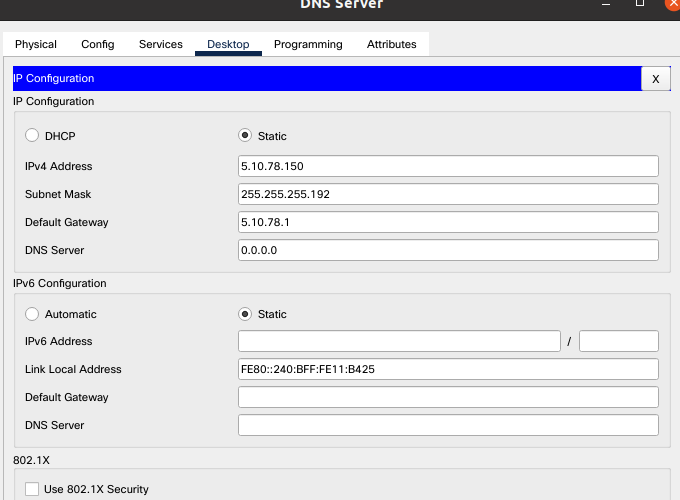 DNS Server
Physical Config Services Desktop Programming Attributes
IP Configuration X
IP Configuration
DHCP Static
IPv4 Address 5.10.78.150
Subnet Mask 255.255.255.192
Default Gateway 5.10.78.1
DNS Server 0.0.0.0
IPv6 Configuration
Automatic Static
IPv6 Address /
Link Local Address FE80::240:BFF:FE11:B425
Default Gateway
DNS Server
802.1X
Use 802.1X Security